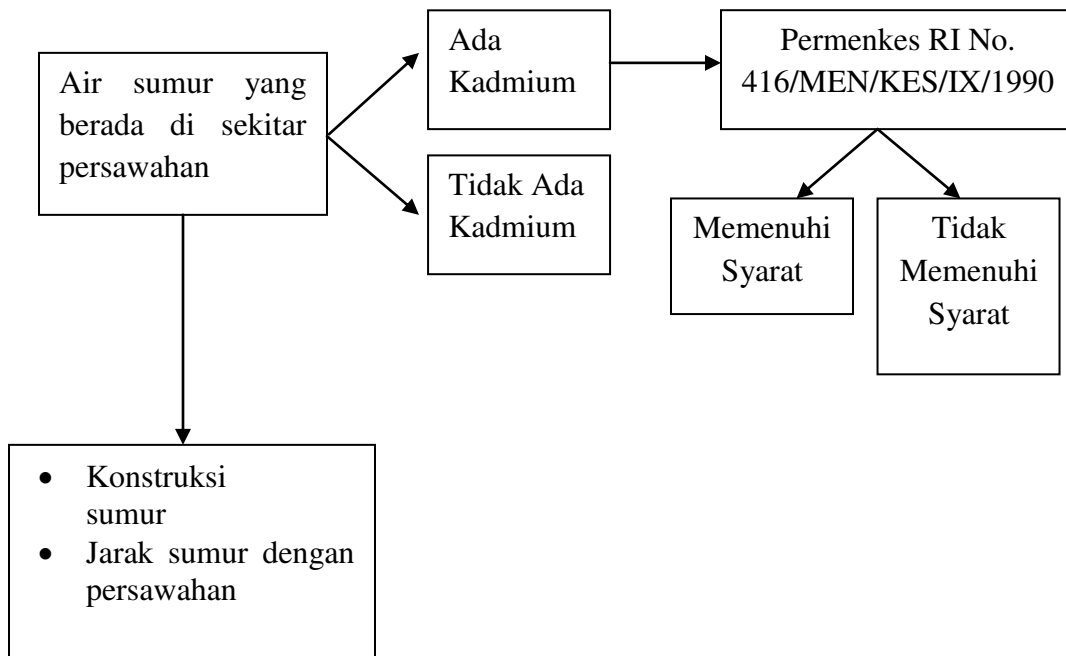 Air sumur yang
berada di sekitar
persawahan
Ada
Kadmium
Tidak Ada
Kadmium
Permenkes RI No.
416/MEN/KES/IX/1990
Memenuhi
Syarat
Tidak
Memenuhi
Syarat
• Konstruksi
sumur
• Jarak sumur dengan
persawahan